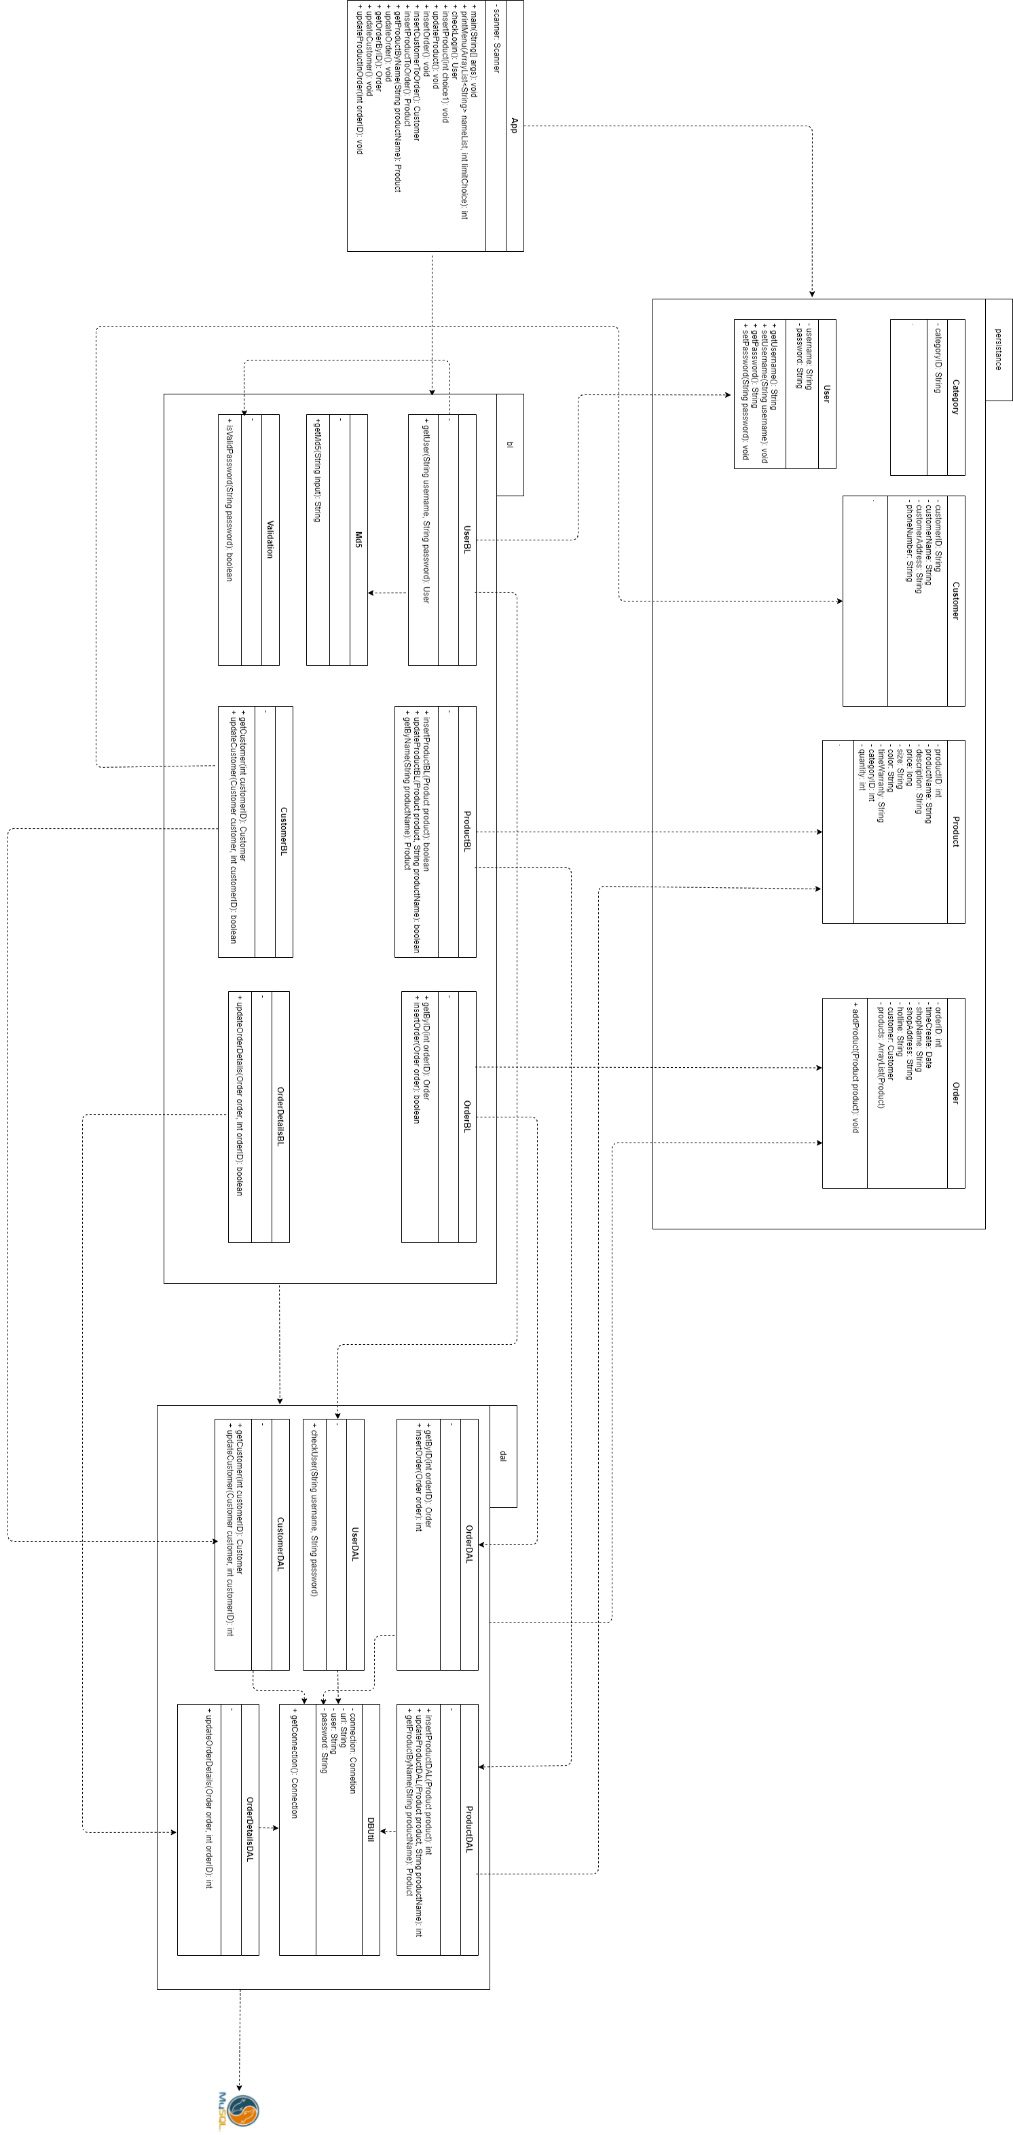 App
- scanner: Scanner
+ main(String[] args): void
+ printMenu(ArrayList<String> nameList, int limitChoice): int
+ checkLogin(): User
+ insertProduct(int choice1): void
+ updateProduct(): void
+ insertOrder(): void
+ insertCustomerToOrder(): Customer
+ insertProductToOrder(): Product
+ getProductByName(String productName): Product
+ updateOrder(): void
+ getOrderByID(): Order
+ updateCustomer(): void
+ updateProductInOrder(int orderID): void
persistance
Category
- categoryID: String
Customer
- customerID: String
- customerName: String
- customerAddress: String
- phoneNumber: String
-
Product
- productID: int
- productName: String
- description: String
- price: long
- size: String
- color: String
- timeWarranty: String
- categoryID: int
- quantity: int
Order
- orderID: int
- timeCreate: Date
- shopName: String
- shopAddress: String
- hotline: String
- customer: Customer
- products: ArrayList(Product)
+ addProduct(Product product): void
User
- username: String
- password: String
+ getUsername(): String
+ setUsername(String username): void
+ getPassword(): String
+ setPassword(String password): void
bl
UserBL
-
+ getUser(String username, String password): User
ProductBL
-
+ insertProductBL(Product product): boolean
+ updateProductBL(Product product, String productName): boolean
+ getByName(String productName): Product
OrderBL
-
+ getByID(int orderID): Order
+ insertOrder(Order order): boolean
Md5
-
+getMd5(String input): String
Validation
-
+ isValidPassword(String password): boolean
CustomerBL
-
+ getCustomer(int customerID): Customer
+ updateCustomer(Customer customer, int customerID): boolean
OrderDetailsBL
-
+ updateOrderDetails(Order order, int orderID): boolean
dal
OrderDAL
-
+ getByID(int orderID): Order
+ insertOrder(Order order): int
ProductDAL
-
+ insertProductDAL(Product product): int
+ updateProductDAL(Product product, String productName): int
+ getProductByName(String productName): Product
UserDAL
-
+ checkUser(String username, String password)
DBUtil
- connection: Connetion
- url: String
- user: String
- password: String
+ getConnection(): Connection
CustomerDAL
-
+ getCustomer(int customerID): Customer
+ updateCustomer(Customer customer, int customerID): int
OrderDetailsDAL
-
+ updateOrderDetails(Order order, int orderID): int
MySQL